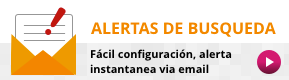 ALERTAS DE BUSQUEDA
Fácil configuración, alerta
instantanea via email